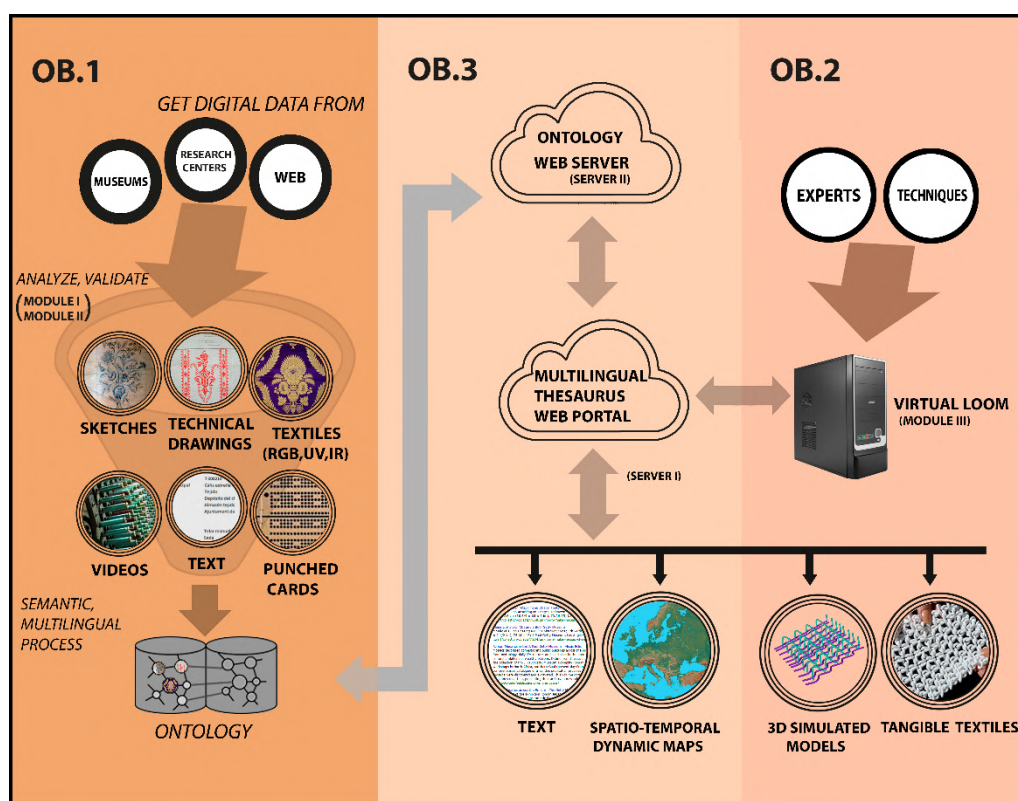 OB.1
GET DIGITAL DATA FROM
MUSEUMS
RESEARCH
CENTERS
WEB
ANALYZE, VALIDATE
(MODULE I
MODULE II)
SKETCHES
TECHNICAL
DRAWINGS
TEXTILES
(RGB,UV,IR)
VIDEOS
TEXT
PUNCHED
CARDS
SEMANTIC,
MULTILINGUAL
PROCESS
ONTOLOGY
OB.3
ONTOLOGY
WEB SERVER
(SERVER II)
MULTILINGUAL
THESAURUS
WEB PORTAL
(SERVER I)
TEXT
SPATIO-TEMPORAL
DYNAMIC MAPS
OB.2
EXPERTS
TECHNIQUES
VIRTUAL LOOM
(MODULE III)
3D SIMULATED
MODELS
TANGIBLE TEXTILES